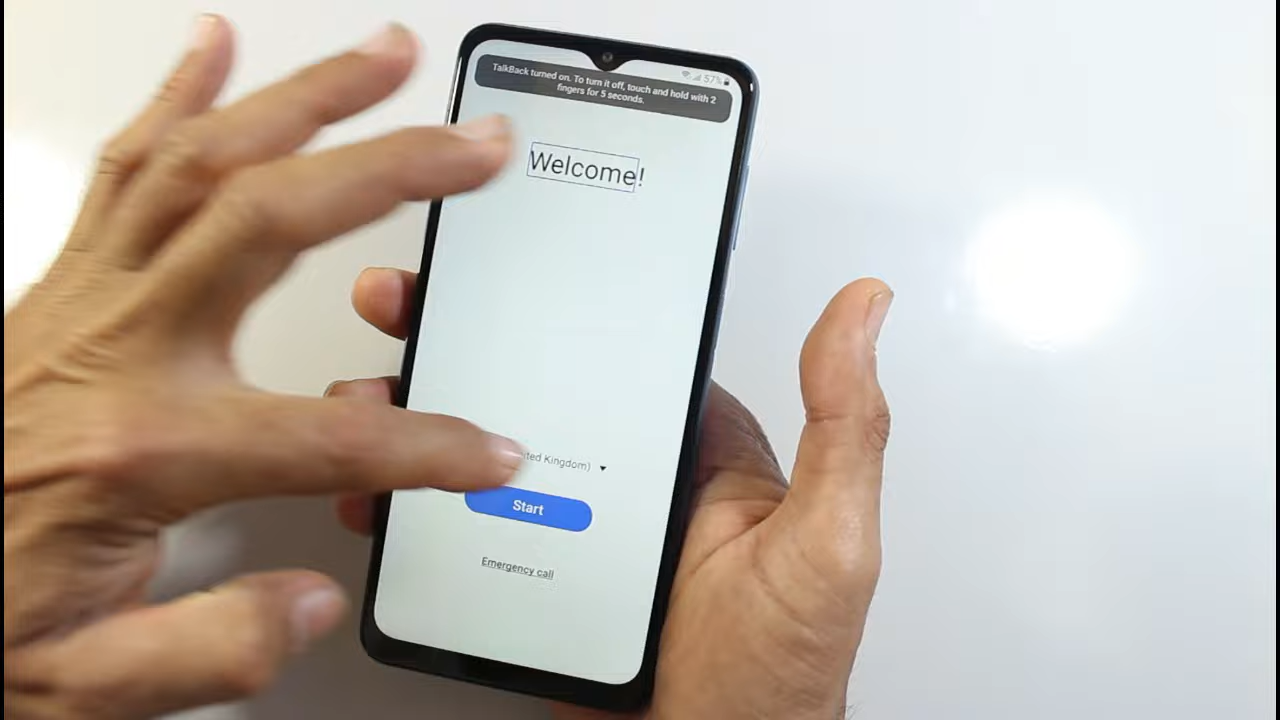 57%
TalkBack turned on. To turn it off, touch and hold with 2
fingers for 5 seconds.
Welcome!
Kingdom)
Start
Emergency call